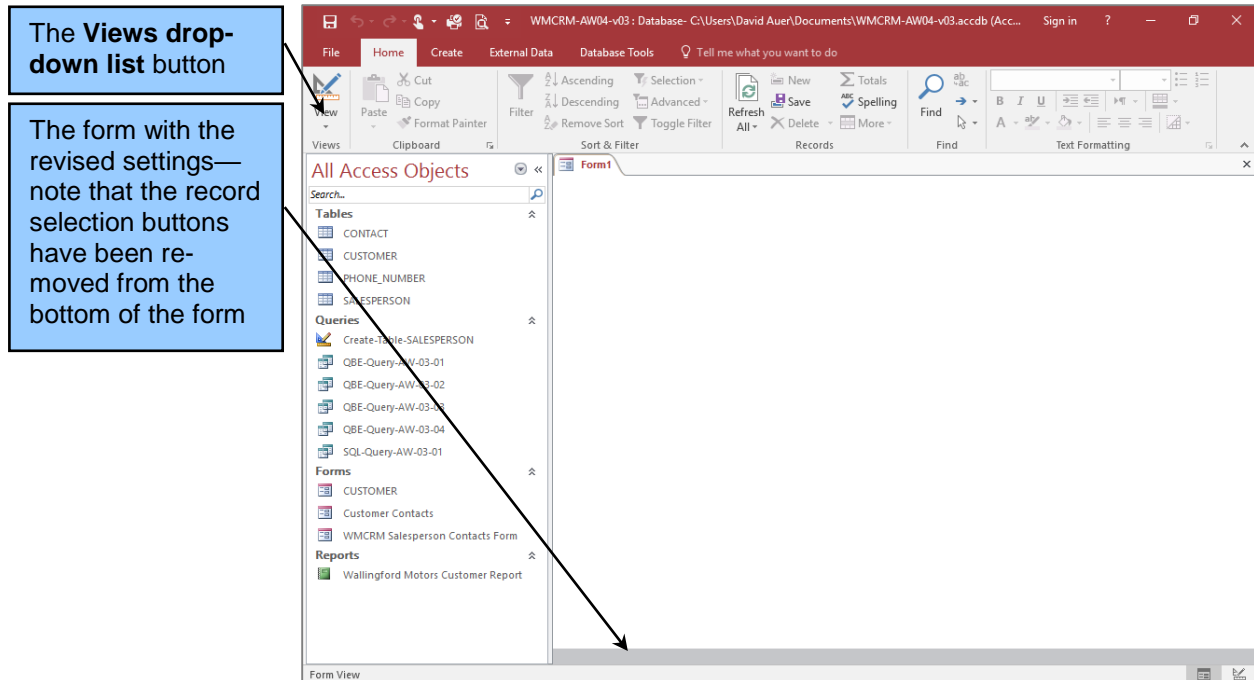 The Views drop-
down list button
The form with the
revised settings—
note that the record
selection buttons
have been re-
moved from the
bottom of the form
WMCRM-AW04-v03 : Database- C:\Users\David Auer\Documents\WMCRM-AW04-v03.accdb (Acc... Sign in ?
File Home Create External Data Database Tools Tell me what you want to do
View
Views
Paste
Cut
Copy
Format Painter
Clipboard
Filter
Ascending
Descending
Remove Sort
Selection
Advanced
Toggle Filter
Sort & Filter
Refresh
All
New
Save
Delete
Totals
Spelling
More
Records
Find
Find
B I U
A
Text Formatting
All Access Objects
Search...
Tables
CONTACT
CUSTOMER
PHONE_NUMBER
SALESPERSON
Queries
Create-Table-SALESPERSON
QBE-Query-AW-03-01
QBE-Query-AW-03-02
QBE-Query-AW-03-03
QBE-Query-AW-03-04
SQL-Query-AW-03-01
Forms
CUSTOMER
Customer Contacts
WMCRM Salesperson Contacts Form
Reports
Wallingford Motors Customer Report
Form1
Form View